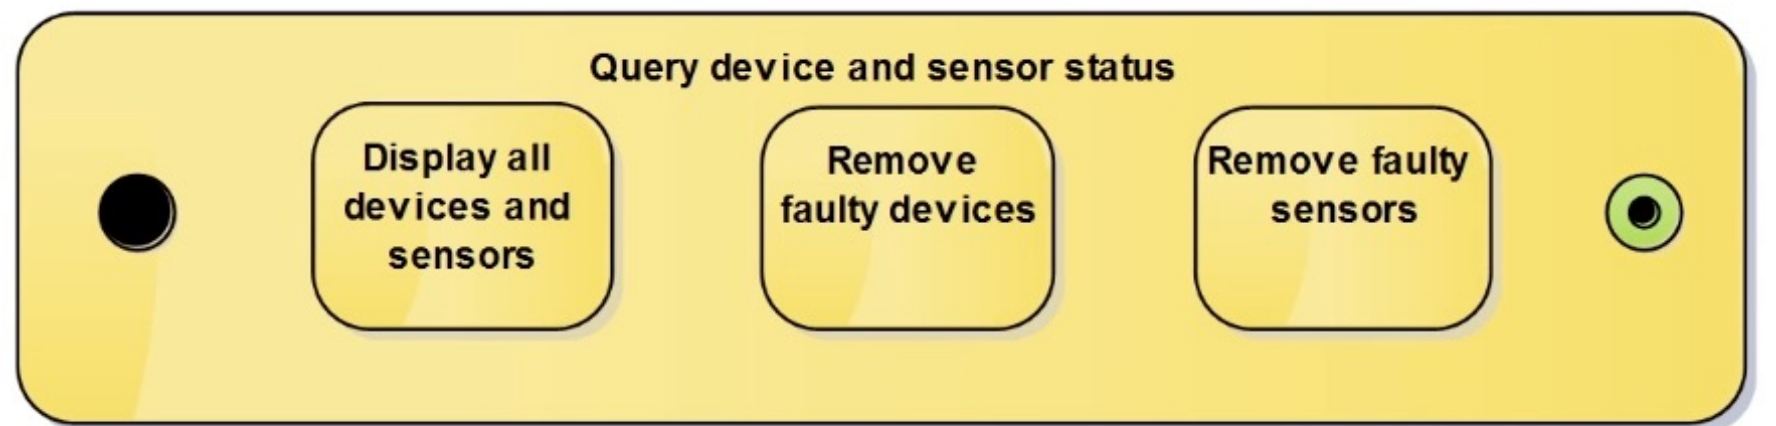 Query device and sensor status
Display all
devices and
sensors
Remove
faulty devices
Remove faulty
sensors